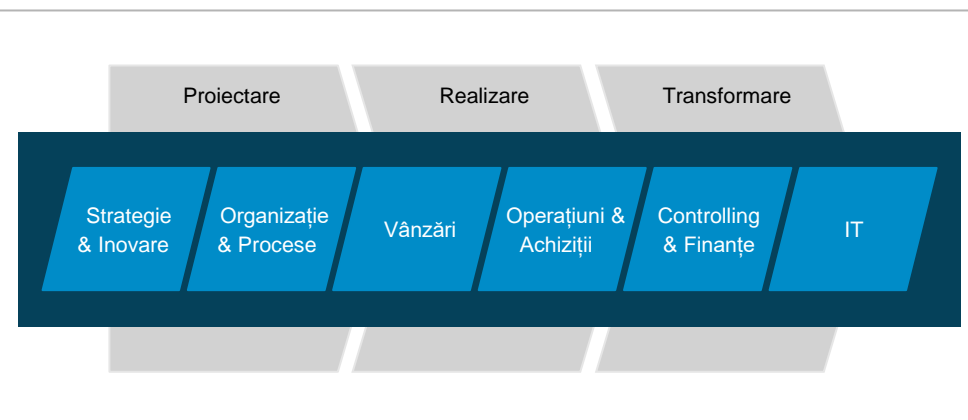 Proiectare
Realizare
Transformare
Strategie
& Inovare
Organizație
& Procese
Vânzări
Operațiuni &
Achiziții
Controlling
& Finanțe
IT